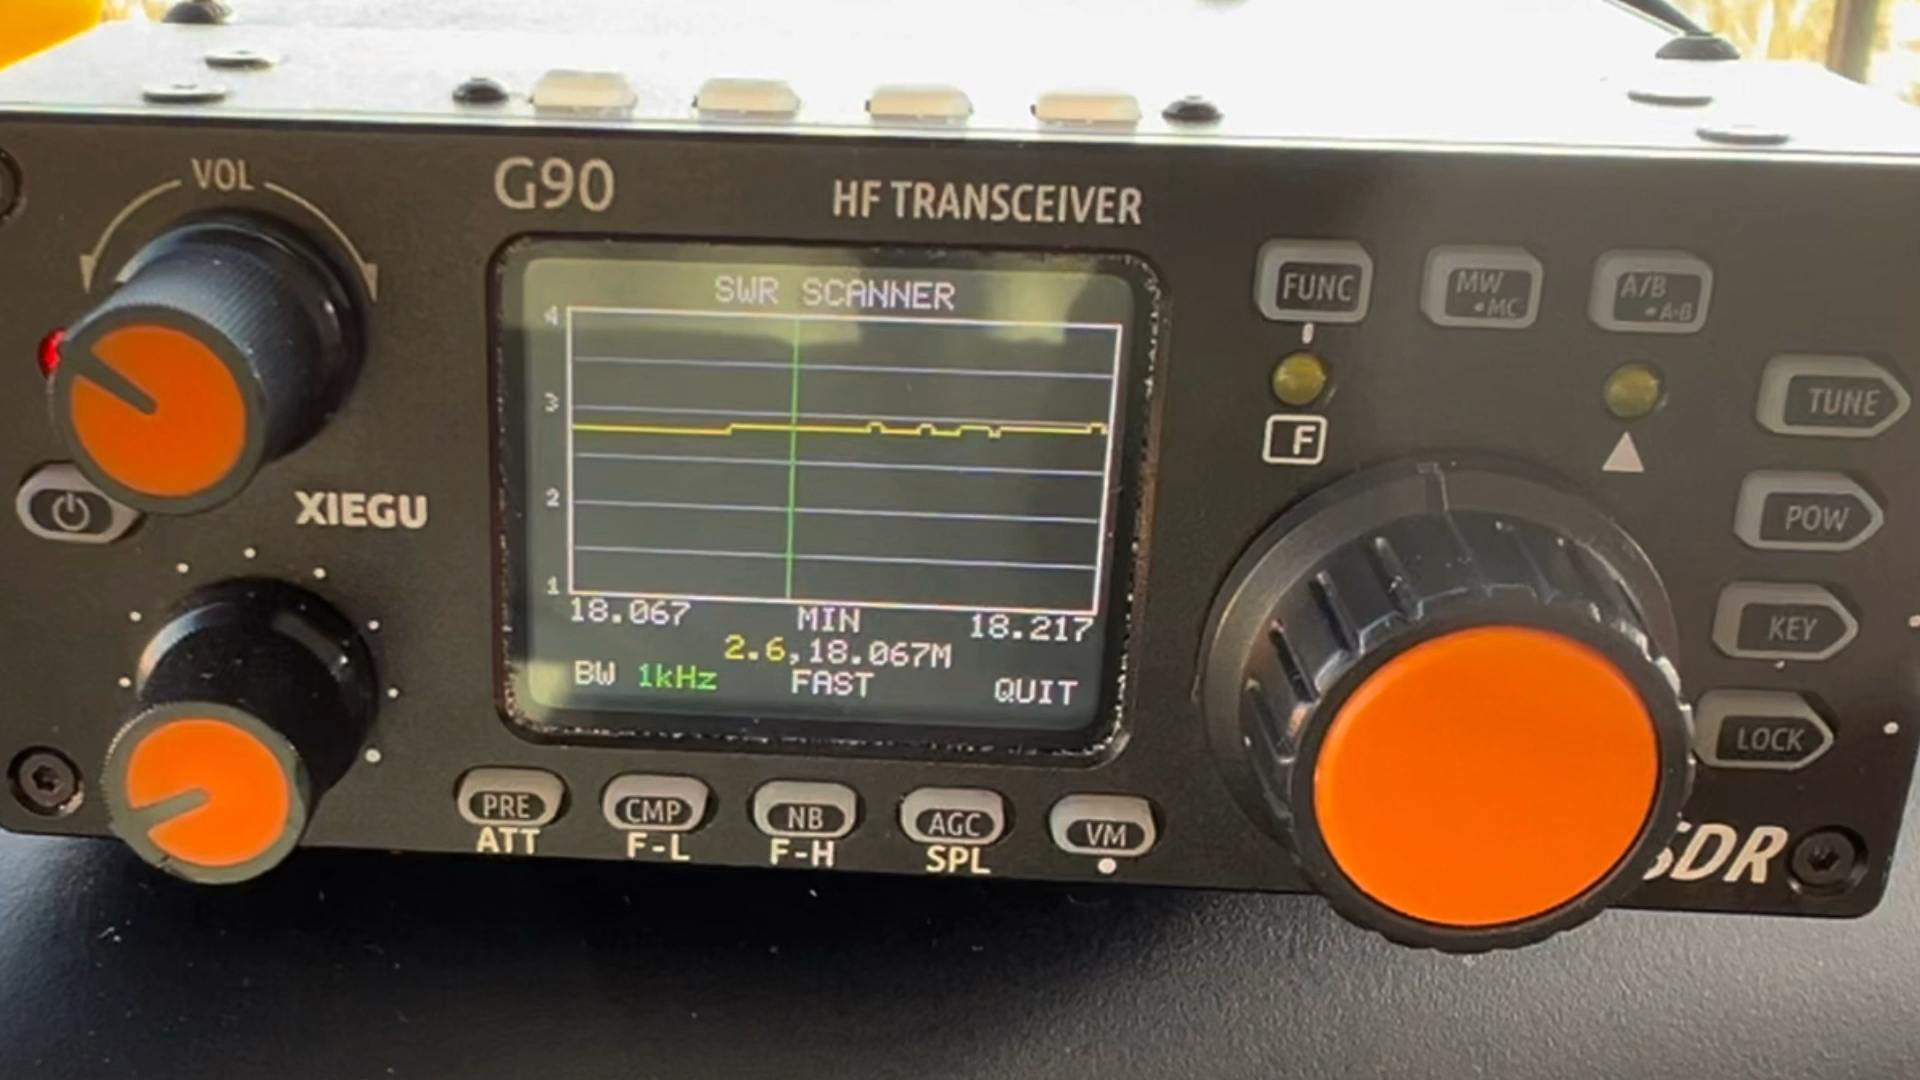 VOL
G90
HF TRANSCEIVER
FUNC
MW
•MC
A/B
•A=B
TUNE
F
POW
KEY
LOCK
XIEGU
SWR SCANNER
4
3
2
1
18.067 MIN 18.217
2.6,18.067M
BW 1kHz FAST QUIT
PRE CMP NB AGC VM
ATT F-L F-H SPL
SDR